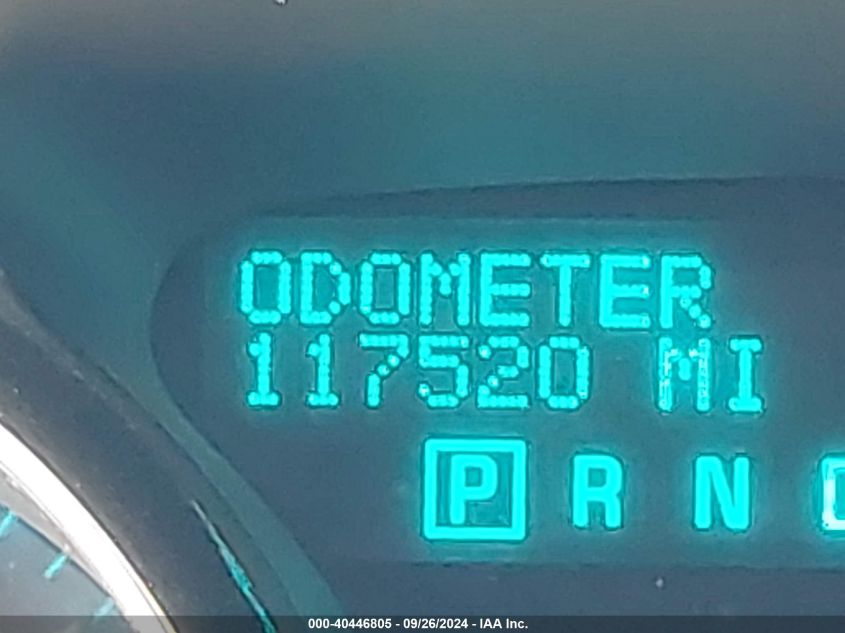 ODOMETER
117520 MI
P R N
000-40446805 - 09/26/2024 - IAA Inc.